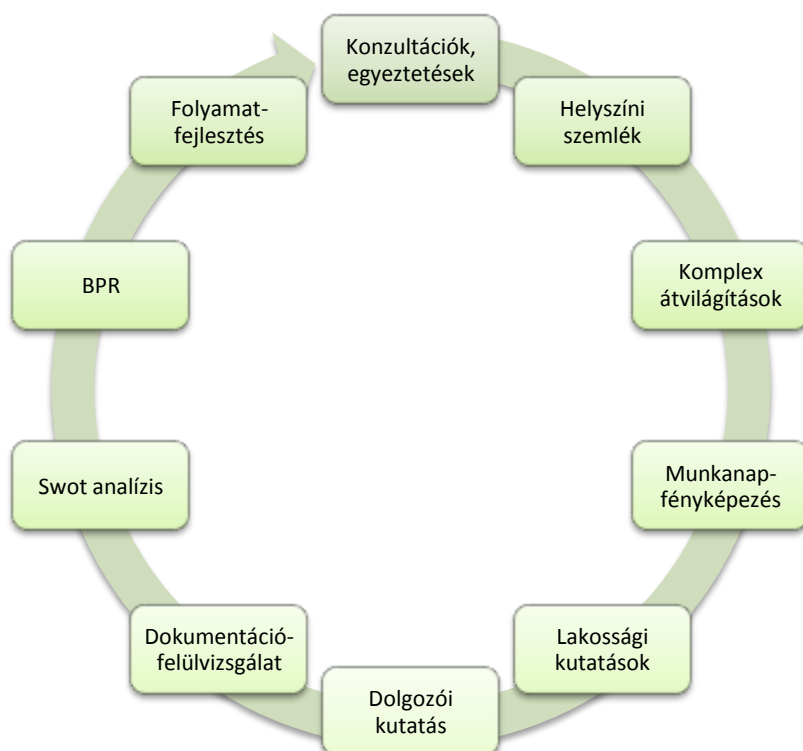 Konzultációk,
egyeztetések
Helyszíni
szemlék
Komplex
átvilágítások
Munkanap-
fényképezés
Lakossági
kutatások
Dolgozói
kutatás
Dokumentáció-
felülvizsgálat
Swot analízis
BPR
Folyamat-
fejlesztés